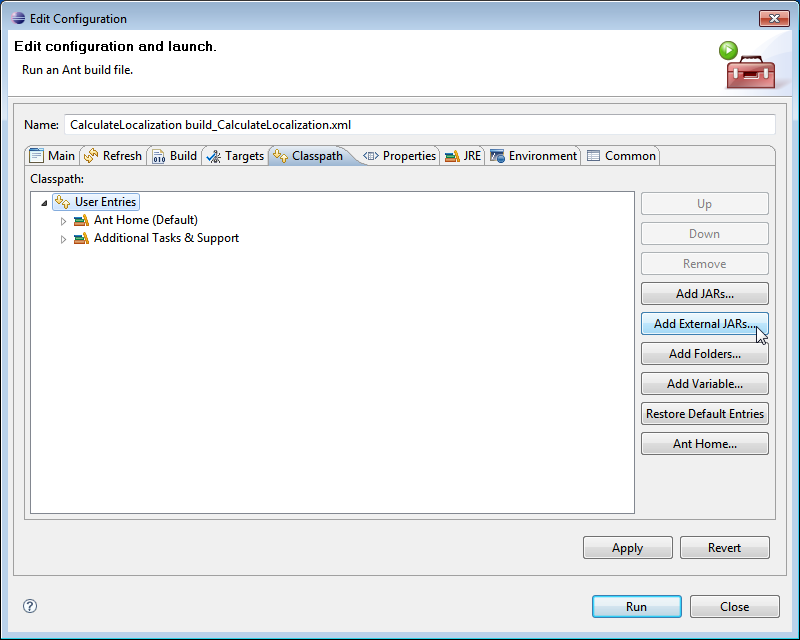 Edit Configuration
Edit configuration and launch.
Run an Ant build file.
Name: CalculateLocalization build_CalculateLocalization.xml
Main Refresh Build Targets Classpath Properties JRE Environment Common
Classpath:
User Entries
Ant Home (Default)
Additional Tasks & Support
Up
Down
Remove
Add JARs...
Add External JARs...
Add Folders...
Add Variable...
Restore Default Entries
Ant Home...
Apply Revert
Run Close